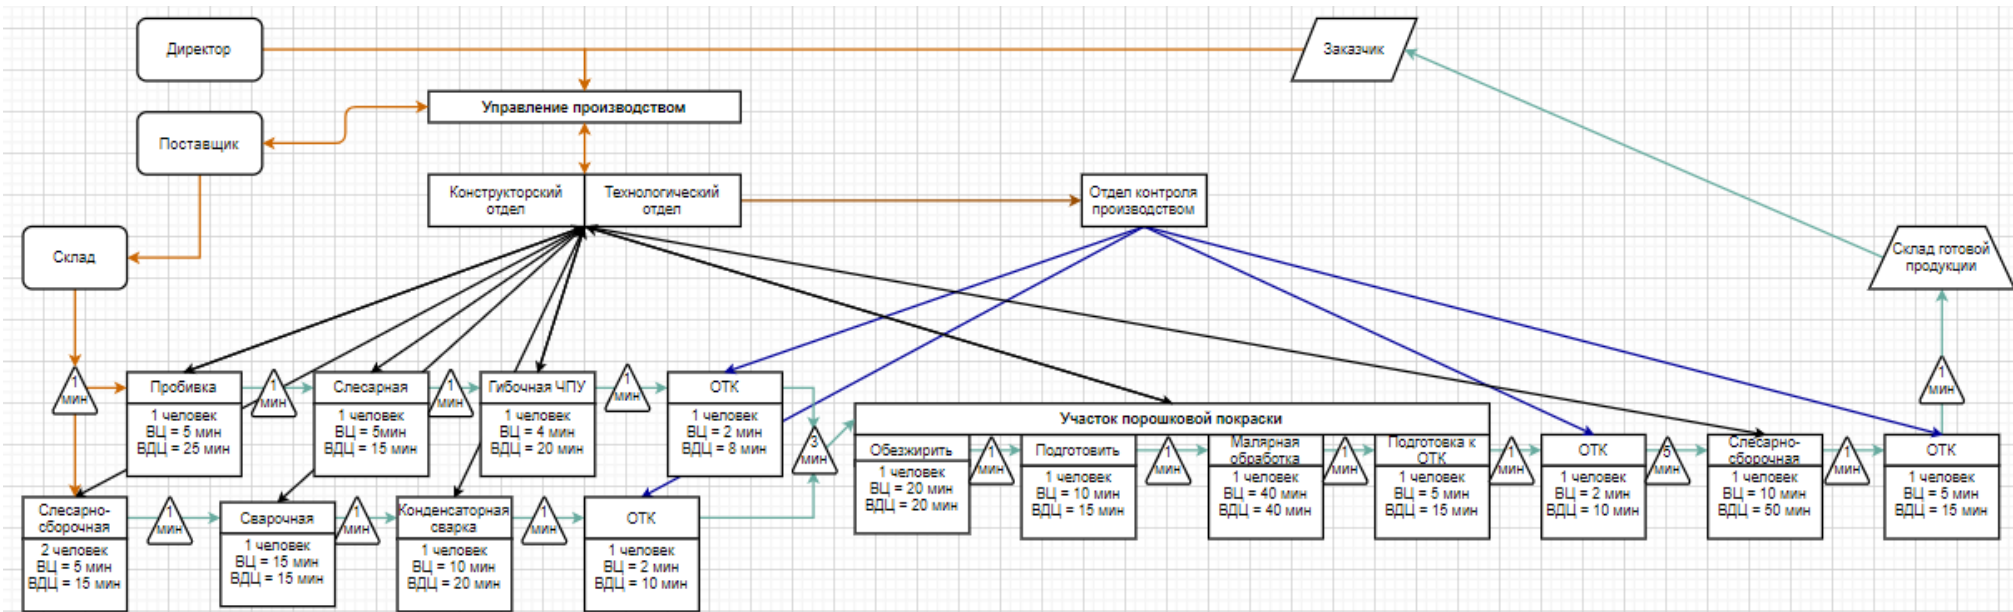 Директор
Заказчик
Управление производством
Поставщик
Конструкторский
отдел
Технологический
отдел
Отдел контроля
производством
Склад
Склад готовой
продукции
1
мин
Пробивка
1 человек
ВЦ = 5 мин
ВДЦ = 25 мин
1
мин
Слесарная
1 человек
ВЦ = 5мин
ВДЦ = 15 мин
1
мин
Гибочная ЧПУ
1 человек
ВЦ = 4 мин
ВДЦ = 20 мин
1
мин
ОТК
1 человек
ВЦ = 2 мин
ВДЦ = 8 мин
3
мин
Участок порошковой покраски
Обезжирить
1 человек
ВЦ = 20 мин
ВДЦ = 20 мин
1
мин
Подготовить
1 человек
ВЦ = 10 мин
ВДЦ = 15 мин
1
мин
Малярная
обработка
1 человек
ВЦ = 40 мин
ВДЦ = 40 мин
1
мин
Подготовка к
ОТК
1 человек
ВЦ = 5 мин
ВДЦ = 15 мин
1
мин
ОТК
1 человек
ВЦ = 2 мин
ВДЦ = 10 мин
5
мин
Слесарно-
сборочная
1 человек
ВЦ = 10 мин
ВДЦ = 50 мин
1
мин
ОТК
1 человек
ВЦ = 5 мин
ВДЦ = 15 мин
1
мин
Слесарно-
сборочная
2 человек
ВЦ = 5 мин
ВДЦ = 15 мин
1
мин
Сварочная
1 человек
ВЦ = 15 мин
ВДЦ = 15 мин
1
мин
Конденсаторная
сварка
1 человек
ВЦ = 10 мин
ВДЦ = 20 мин
1
мин
ОТК
1 человек
ВЦ = 2 мин
ВДЦ = 10 мин